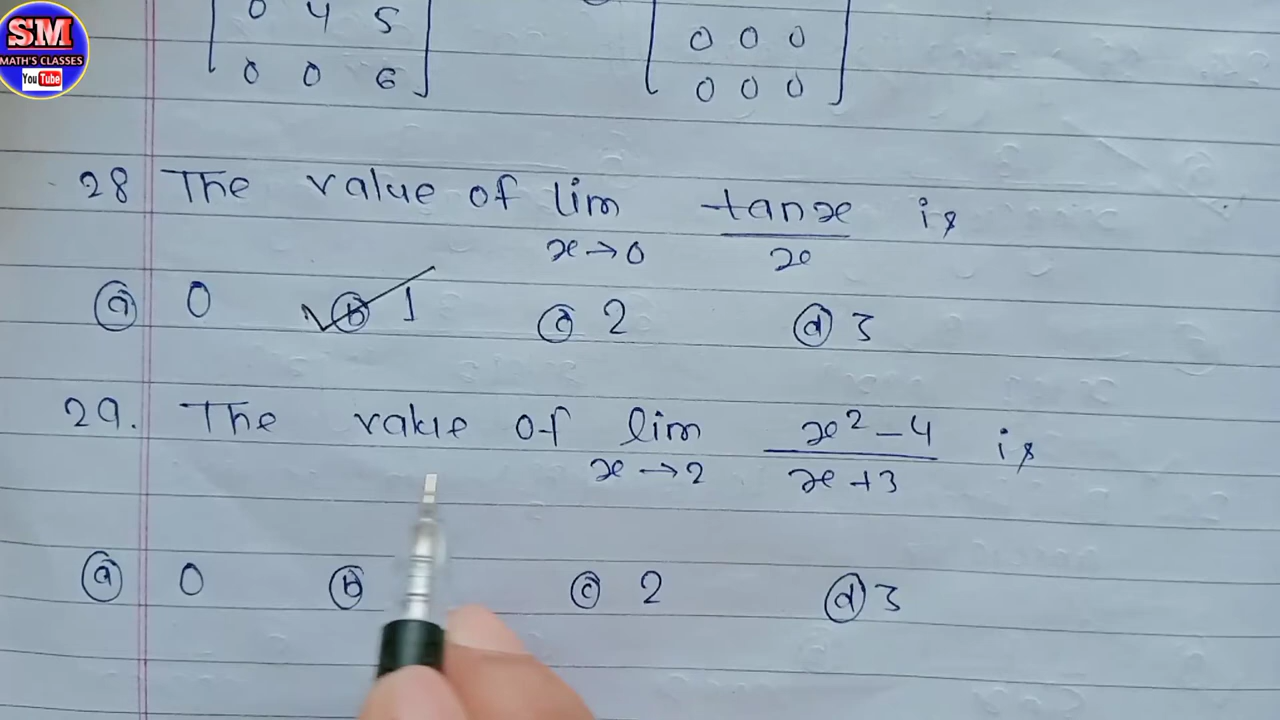 SM
MATH'S CLASSES
YouTube
0 4 5
0 0 6
0 0 0
0 0 0
28 The value of lim x→0 tanx/x is
(a) 0 (b) 1 (c) 2 (d) 3
29. The value of lim x→2 x²-4/x+3 is
(a) 0 (b) (c) 2 (d) 3